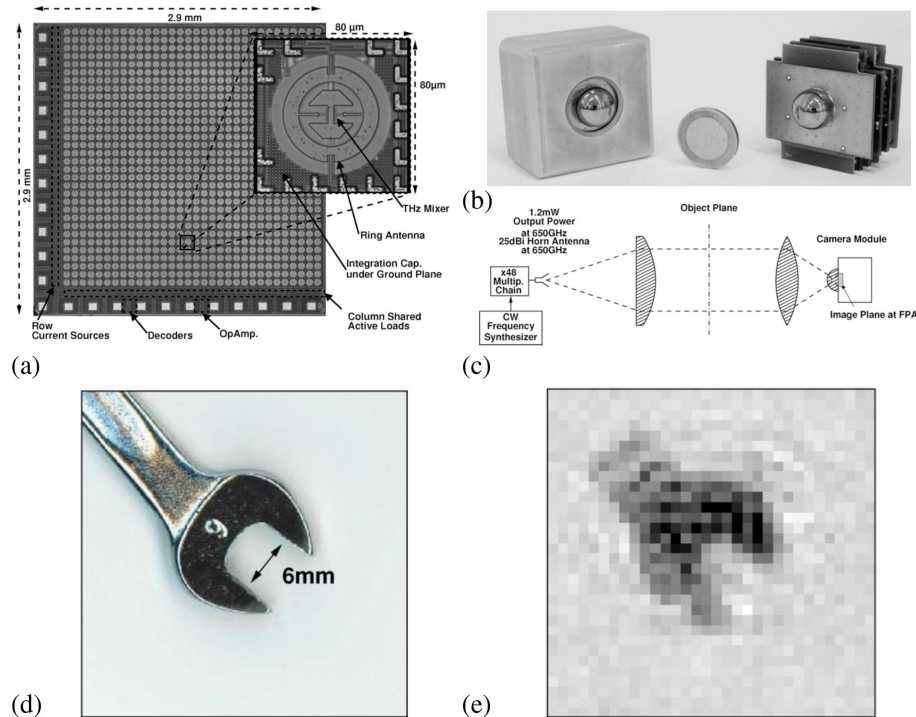 2.9 mm
80 µm
80µm
2.9 mm
THz Mixer
Ring Antenna
Integration Cap.
under Ground Plane
Row
Current Sources
Decoders
OpAmp.
Column Shared
Active Loads
(a)
(b)
1.2mW
Output Power
at 650GHz
25dBi Horn Antenna
at 650GHz
Object Plane
Camera Module
x48
Multip.
Chain
CW
Frequency
Synthesizer
Image Plane at FPA
(c)
6
6mm
(d)
(e)